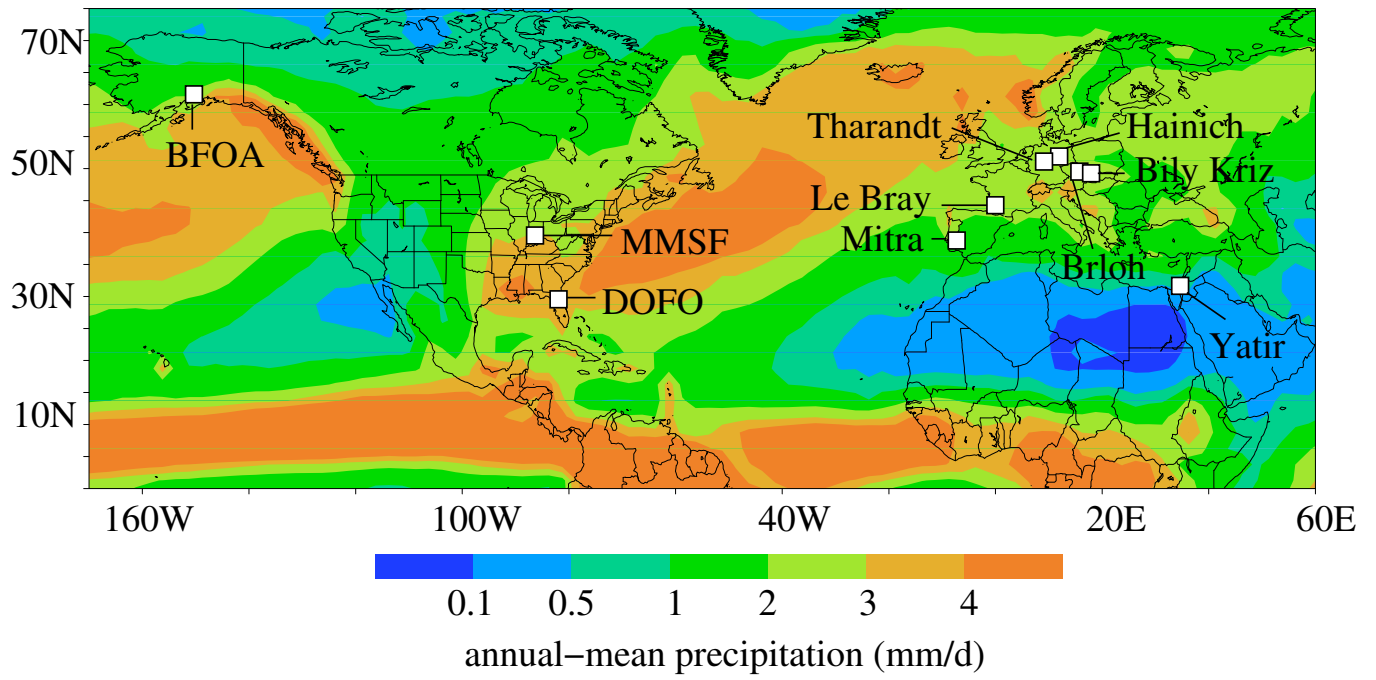 70N
50N
30N
10N
BFOA
Tharandt
Hainich
Bily Kriz
Le Bray
Mitra
MMSF
Brloh
DOFO
Yatir
160W
100W
40W
20E
60E
0.1
0.5
1
2
3
4
annual−mean precipitation (mm/d)